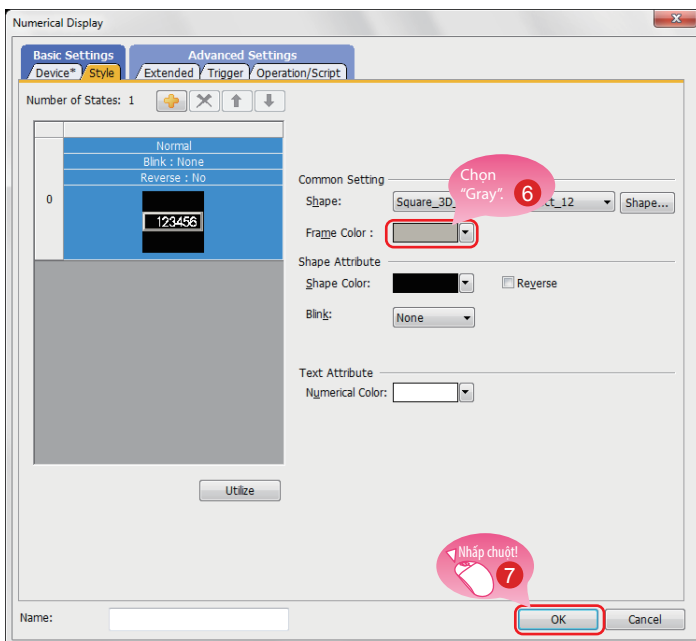 Numerical Display
Basic Settings
Advanced Settings
Device* Style Extended Trigger Operation/Script
Number of States: 1
Normal
Blink : None
Reverse : No
0
123456
Common Setting
Shape: Square_3D_ ct_12 Shape...
Chọn
"Gray". 6
Frame Color :
Shape Attribute
Shape Color: Reverse
Blink: None
Text Attribute
Numerical Color:
Utilize
Nhấp chuột!
7
Name:
OK Cancel